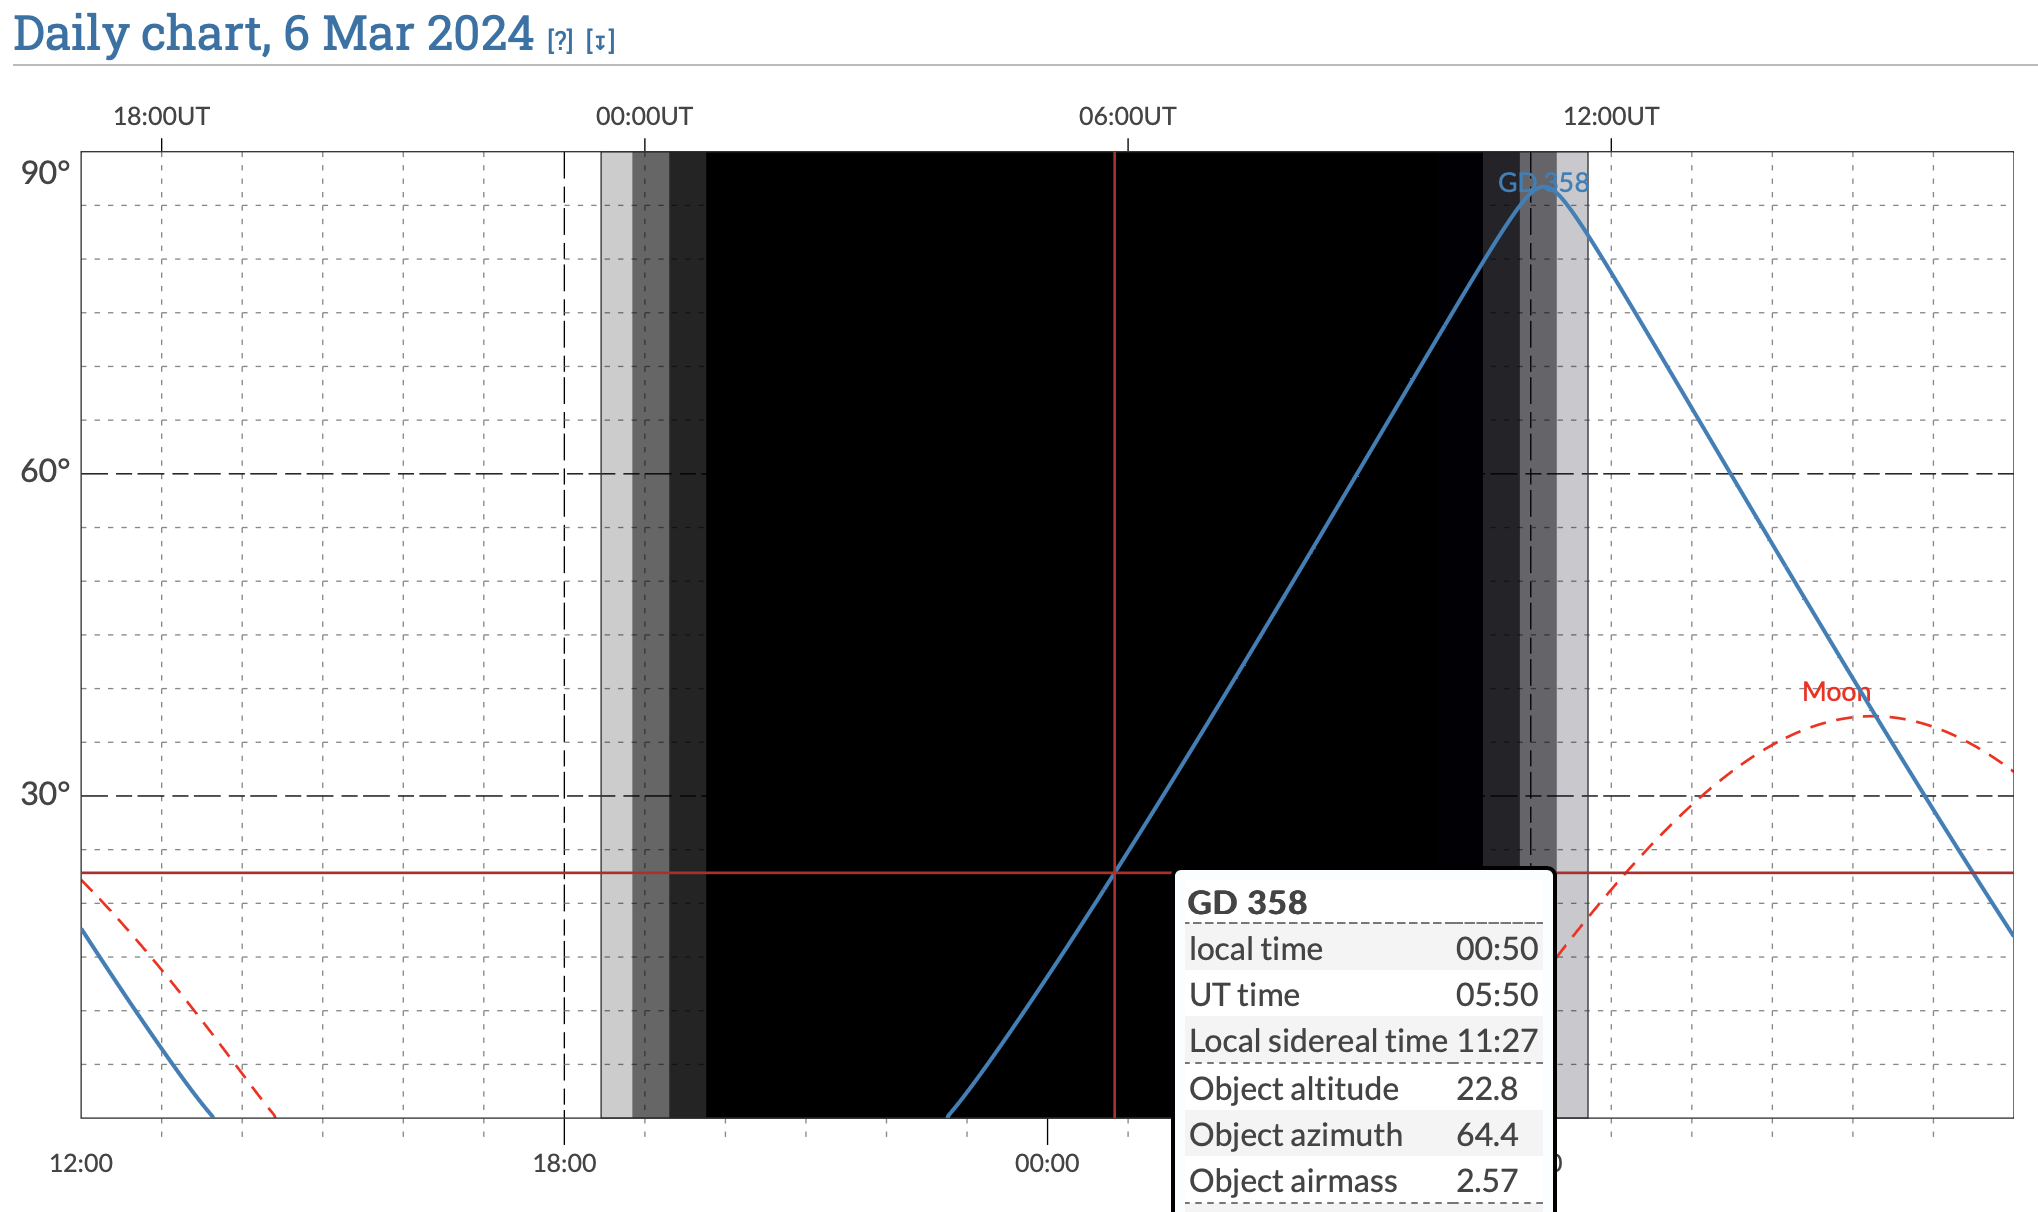 Daily chart, 6 Mar 2024 [?] [↧]
18:00UT 00:00UT 06:00UT 12:00UT
90°
GD 358
60°
Moon
30°
GD 358
local time 00:50
UT time 05:50
Local sidereal time 11:27
Object altitude 22.8
Object azimuth 64.4
12:00 18:00 00:00
Object airmass 2.57